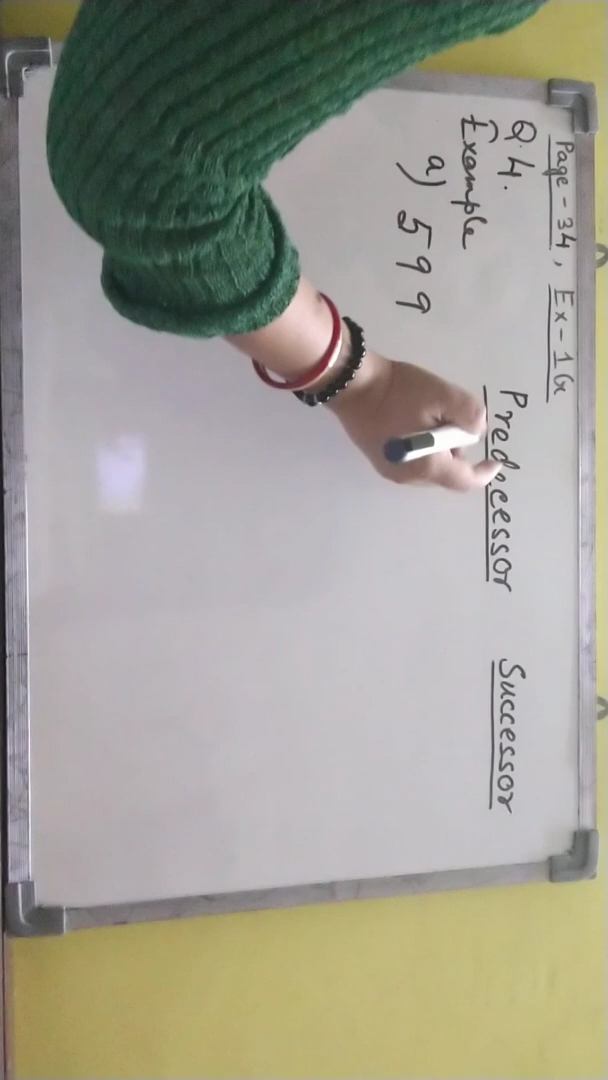 Page - 34, Ex - 1G
Q.4. Predecessor Successor
Example
a) 599